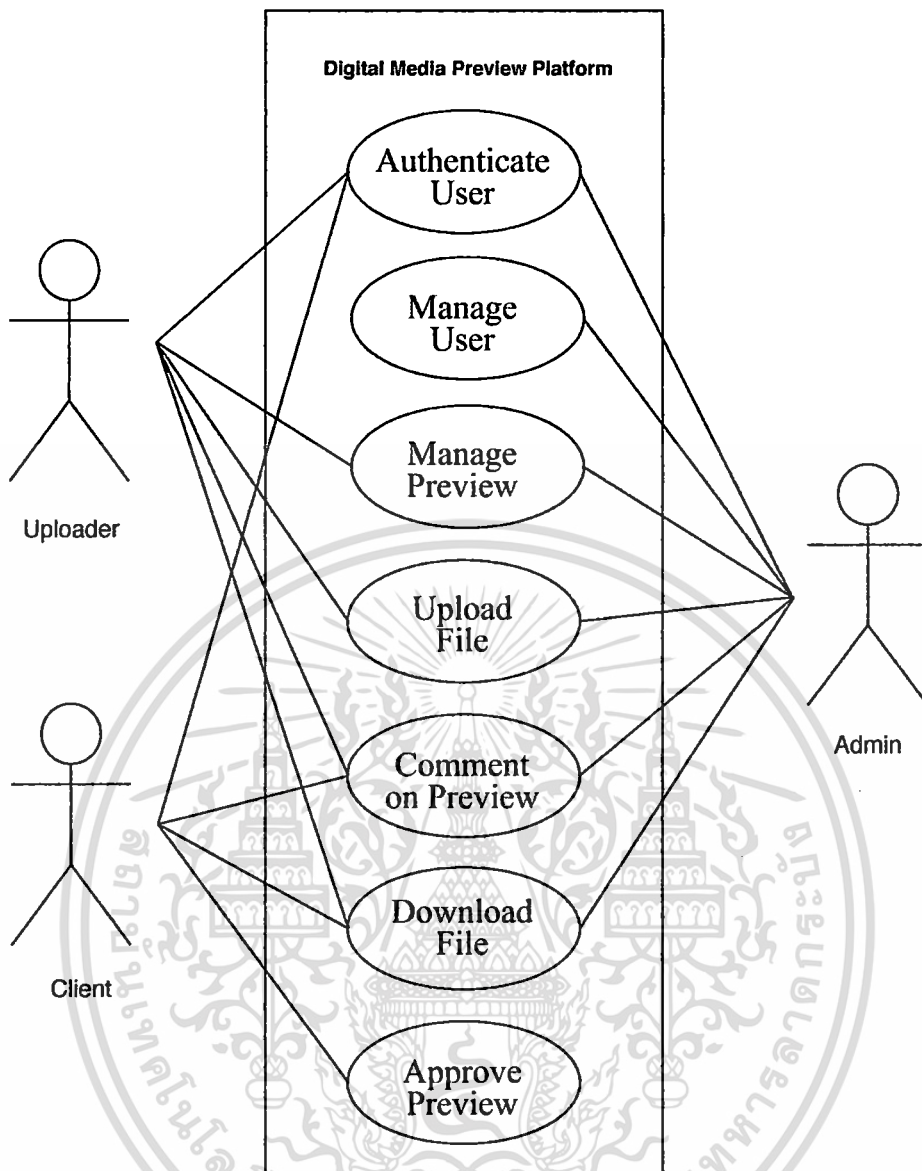 Digital Media Preview Platform
Authenticate
User
Manage
User
Manage
Preview
Uploader
Upload
File
Comment
on Preview
Admin
Download
File
Client
Approve
Preview